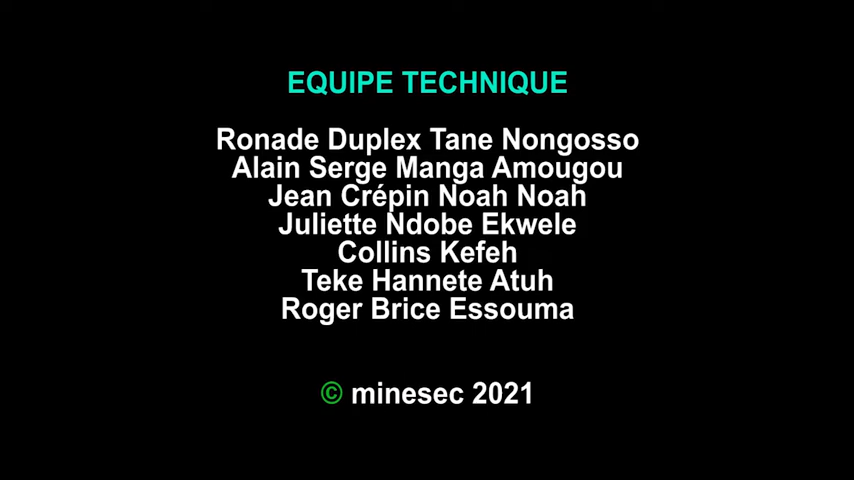 EQUIPE TECHNIQUE
Ronade Duplex Tane Nongosso
Alain Serge Manga Amougou
Jean Crépin Noah Noah
Juliette Ndobe Ekwele
Collins Kefeh
Teke Hannete Atuh
Roger Brice Essouma
© minesec 2021